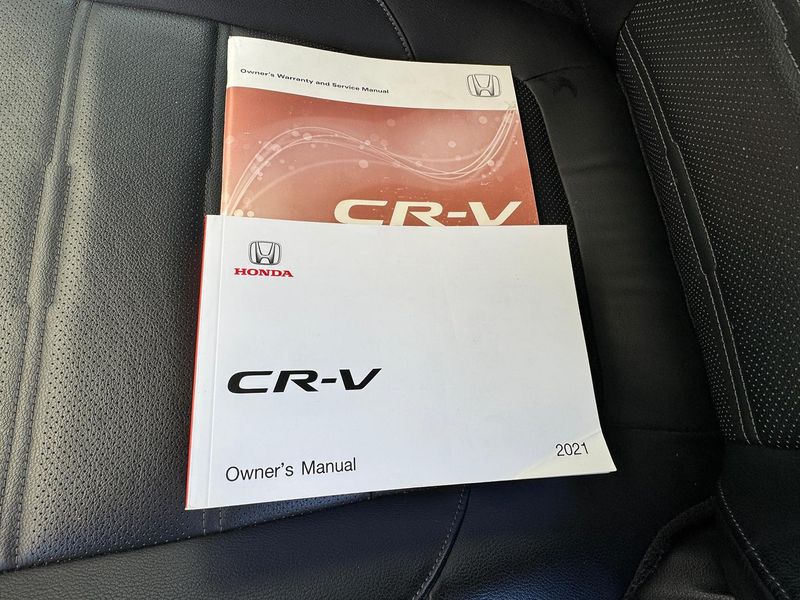 Owner's Warranty and Service Manual
CR-V
HONDA
CR-V
Owner's Manual
2021